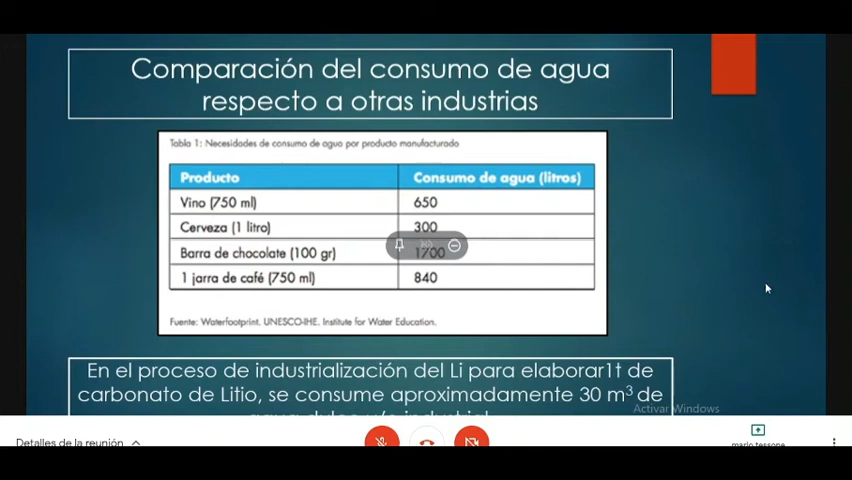 Comparación del consumo de agua
respecto a otras industrias
Tabla 1: Necesidades de consumo de agua por producto manufacturado
Producto Consumo de agua (litros)
Vino (750 ml) 650
Cerveza (1 litro) 300
Barra de chocolate (100 gr) 1700
1 jarra de café (750 ml) 840
Fuente: Waterfootprint, UNESCO-IHE. Institute for Water Education.
En el proceso de industrialización del Li para elaborar1t de
carbonato de Litio, se consume aproximadamente 30 m³ de
Activar Windows
Detalles de la reunión
mario tessone